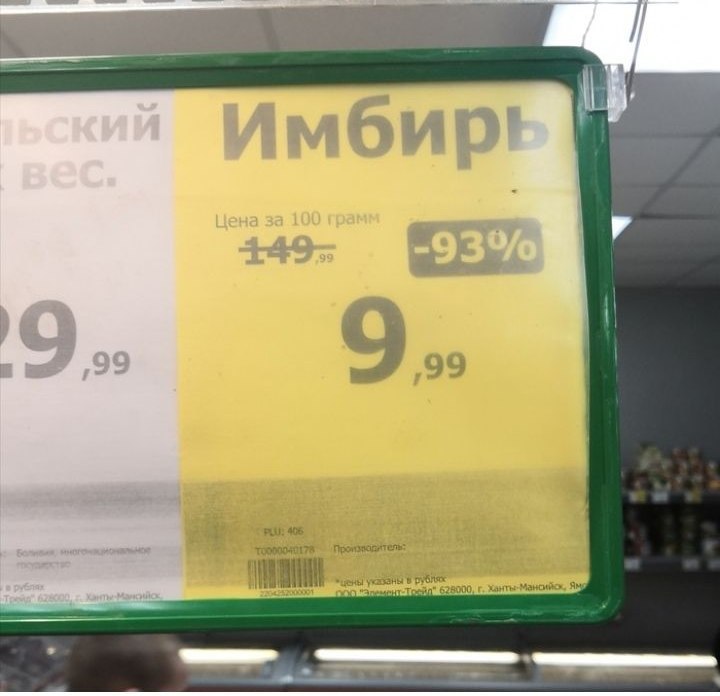 льский
вес.
29,99
Боливия, многонациональное
государство
в рублях
-Трейд" 628000, г. Ханты-Мансийск,
Имбирь
Цена за 100 грамм
149,99
-93%
9,99
PLU: 406
Т0000040178
Производитель:
2204252000001
*цены указаны в рублях
ООО "Элемент-Трейд" 628000, г. Ханты-Мансийск, Ямс